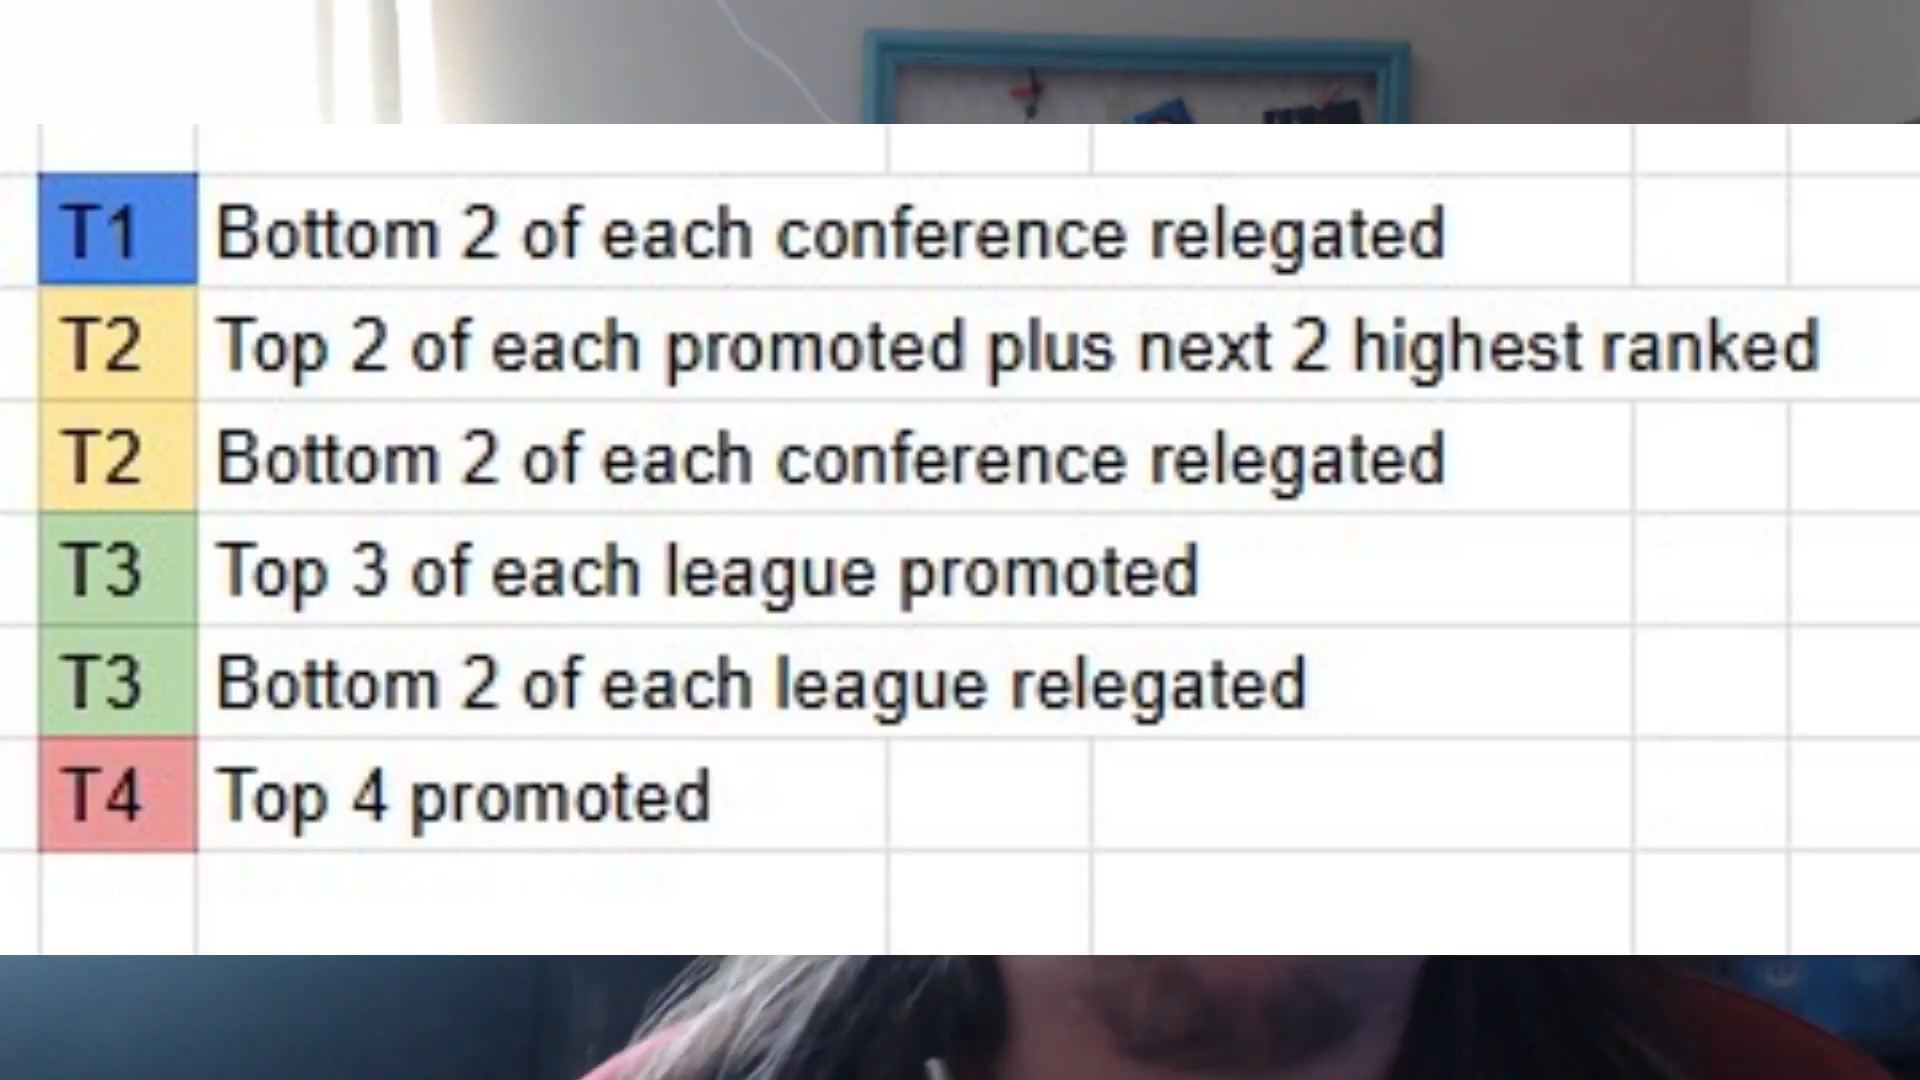 T1 Bottom 2 of each conference relegated
T2 Top 2 of each promoted plus next 2 highest ranked
T2 Bottom 2 of each conference relegated
T3 Top 3 of each league promoted
T3 Bottom 2 of each league relegated
T4 Top 4 promoted